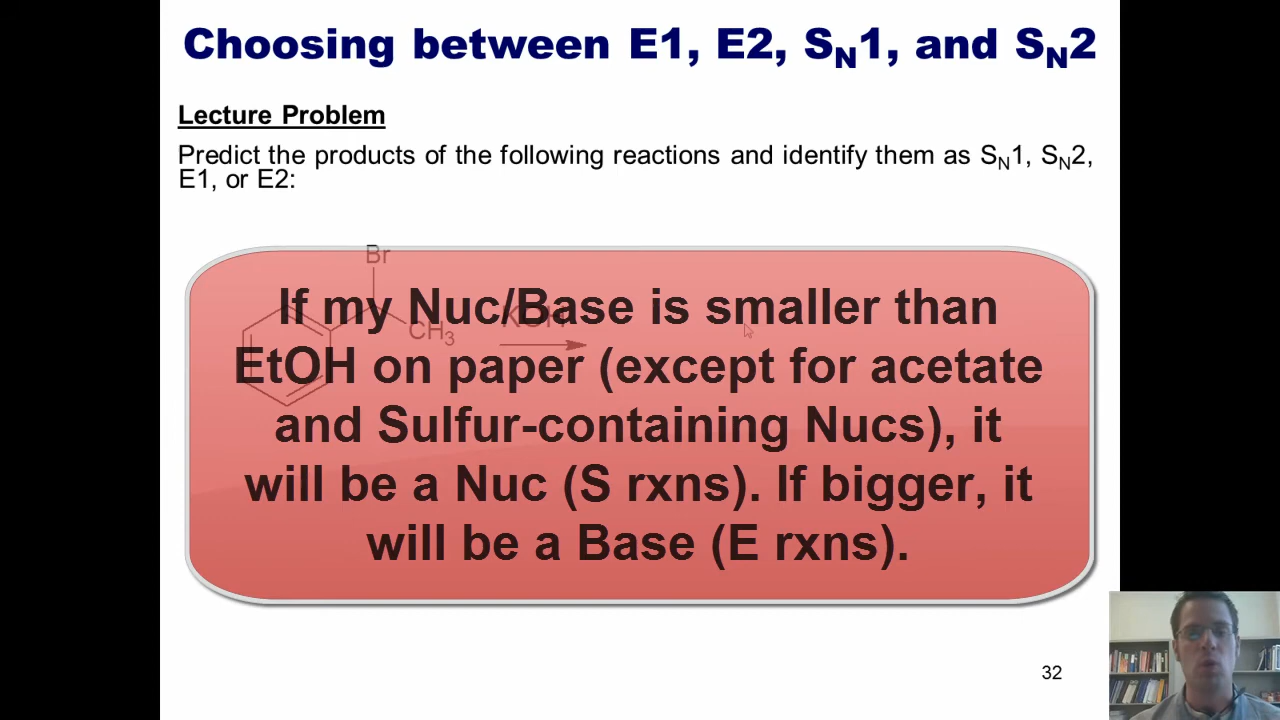 Choosing between E1, E2, SN1, and SN2
Lecture Problem
Predict the products of the following reactions and identify them as SN1, SN2,
E1, or E2:
Br
CH3
KOH
If my Nuc/Base is smaller than
EtOH on paper (except for acetate
and Sulfur-containing Nucs), it
will be a Nuc (S rxns). If bigger, it
will be a Base (E rxns).
32